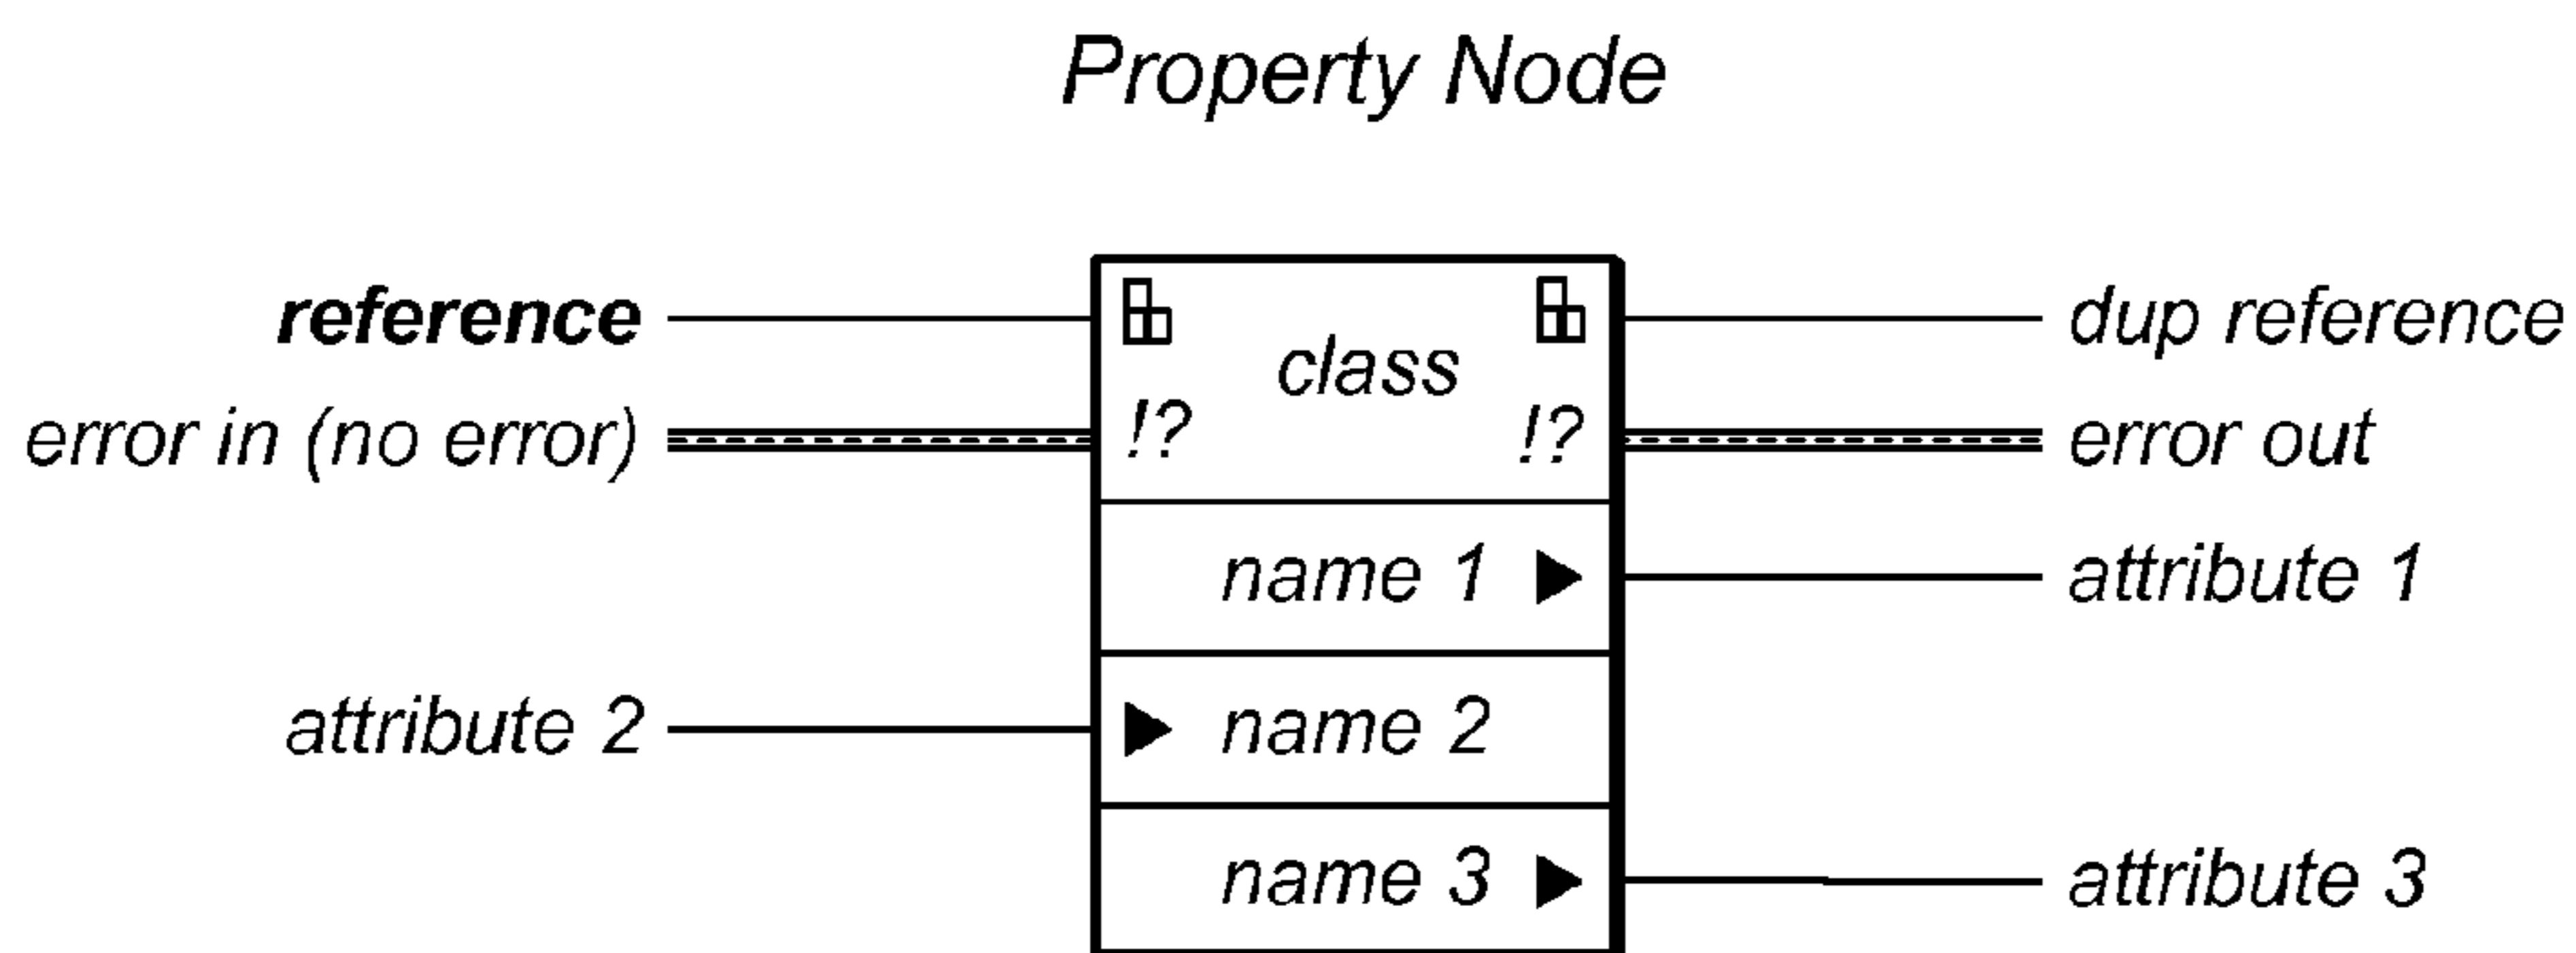 Property Node
reference
class
dup reference
error in (no error)
!?
!?
error out
name 1
attribute 1
attribute 2
name 2
name 3
attribute 3